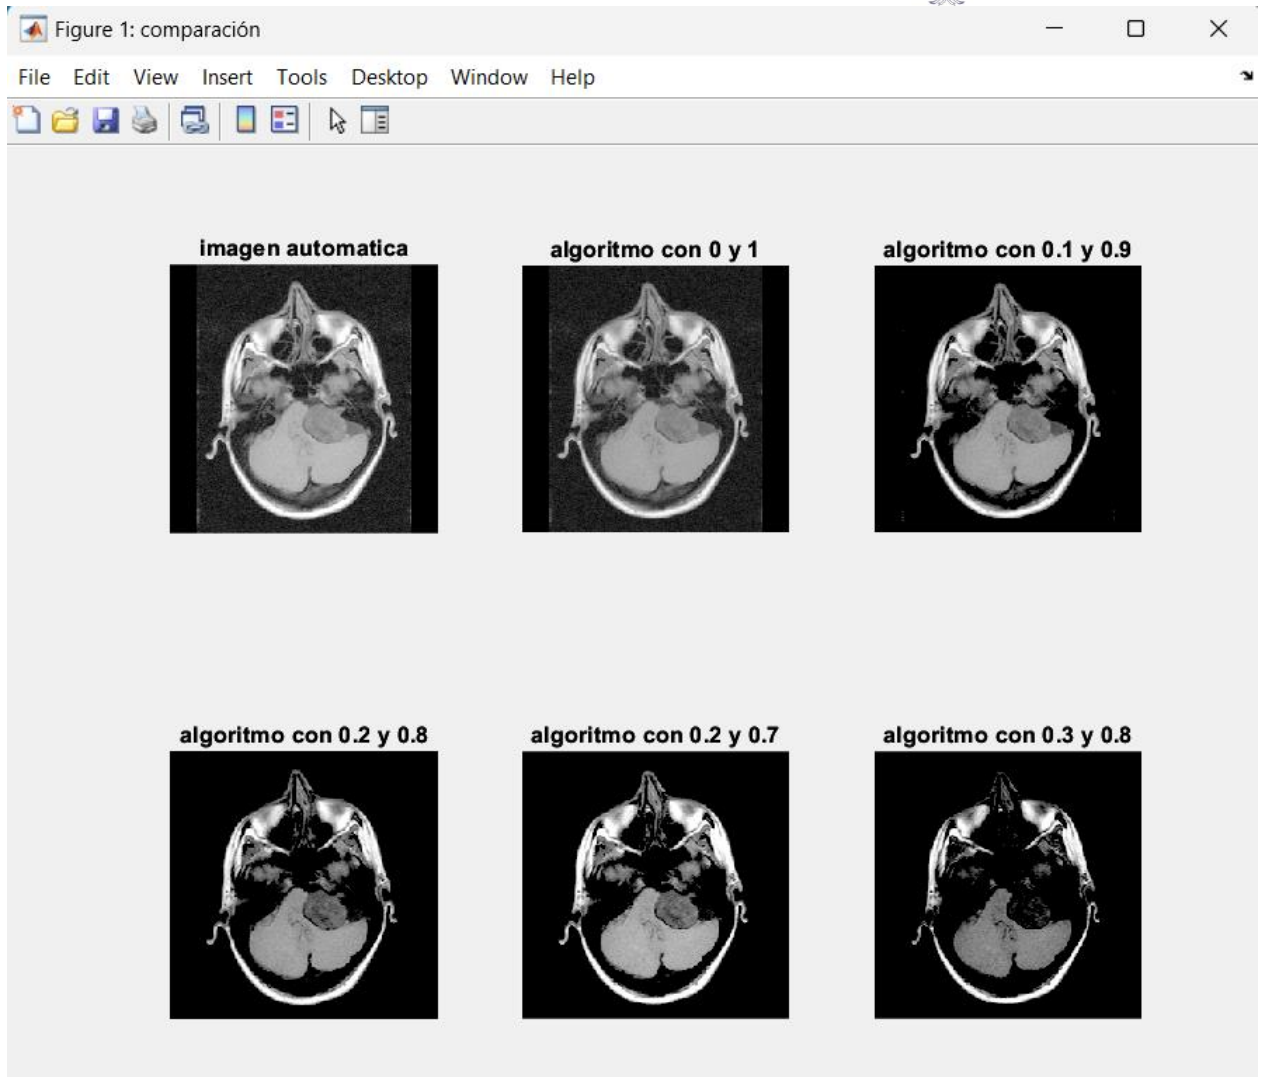 Figure 1: comparación
File Edit View Insert Tools Desktop Window Help
imagen automatica
algoritmo con 0 y 1
algoritmo con 0.1 y 0.9
algoritmo con 0.2 y 0.8
algoritmo con 0.2 y 0.7
algoritmo con 0.3 y 0.8